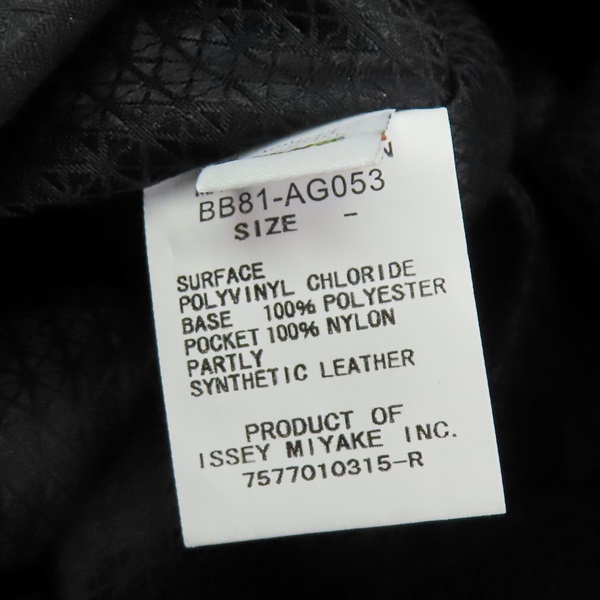 BB81-AG053
SIZE -
SURFACE
POLYVINYL CHLORIDE
BASE 100% POLYESTER
POCKET 100% NYLON
PARTLY
SYNTHETIC LEATHER
PRODUCT OF
ISSEY MIYAKE INC.
7577010315-R